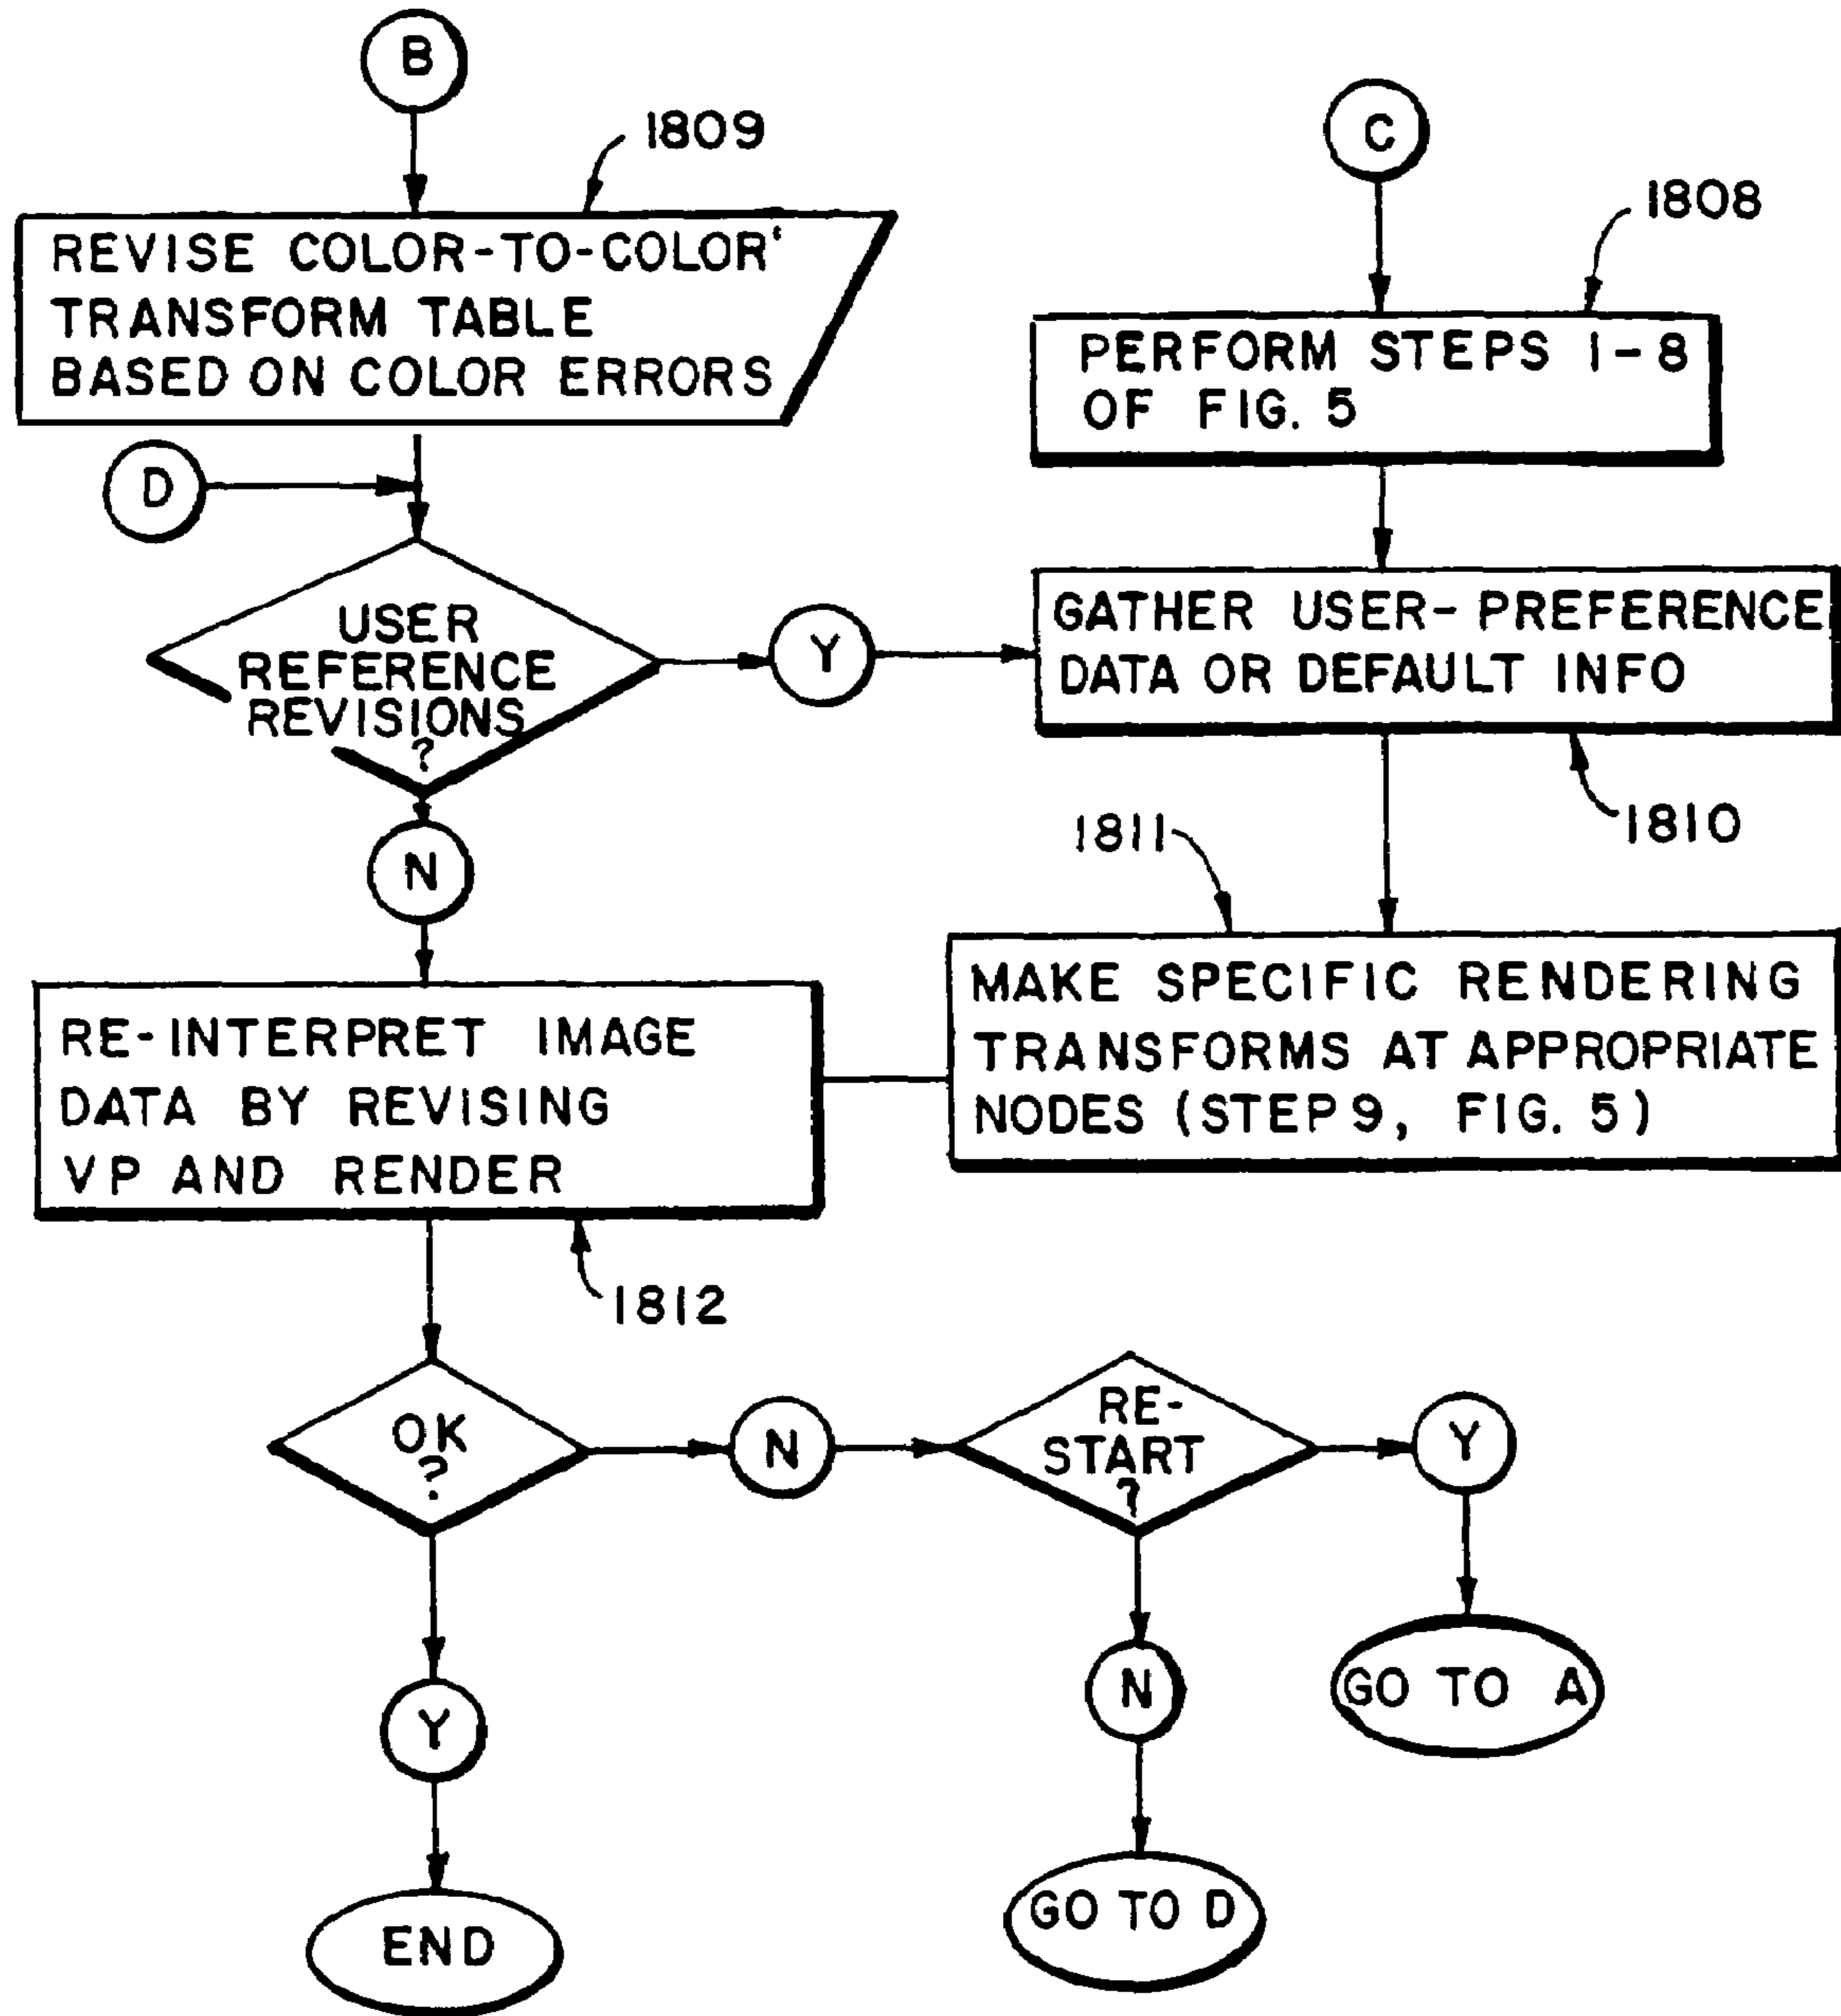 B
1809
REVISE COLOR-TO-COLOR'
TRANSFORM TABLE
BASED ON COLOR ERRORS
D
USER
REFERENCE
REVISIONS
?
Y
N
C
1808
PERFORM STEPS 1-8
OF FIG. 5
GATHER USER-PREFERENCE
DATA OR DEFAULT INFO
1810
1811
MAKE SPECIFIC RENDERING
TRANSFORMS AT APPROPRIATE
NODES (STEP 9, FIG. 5)
RE-INTERPRET IMAGE
DATA BY REVISING
VP AND RENDER
1812
OK
?
N
RE-
START
?
Y
GO TO A
N
GO TO D
Y
END